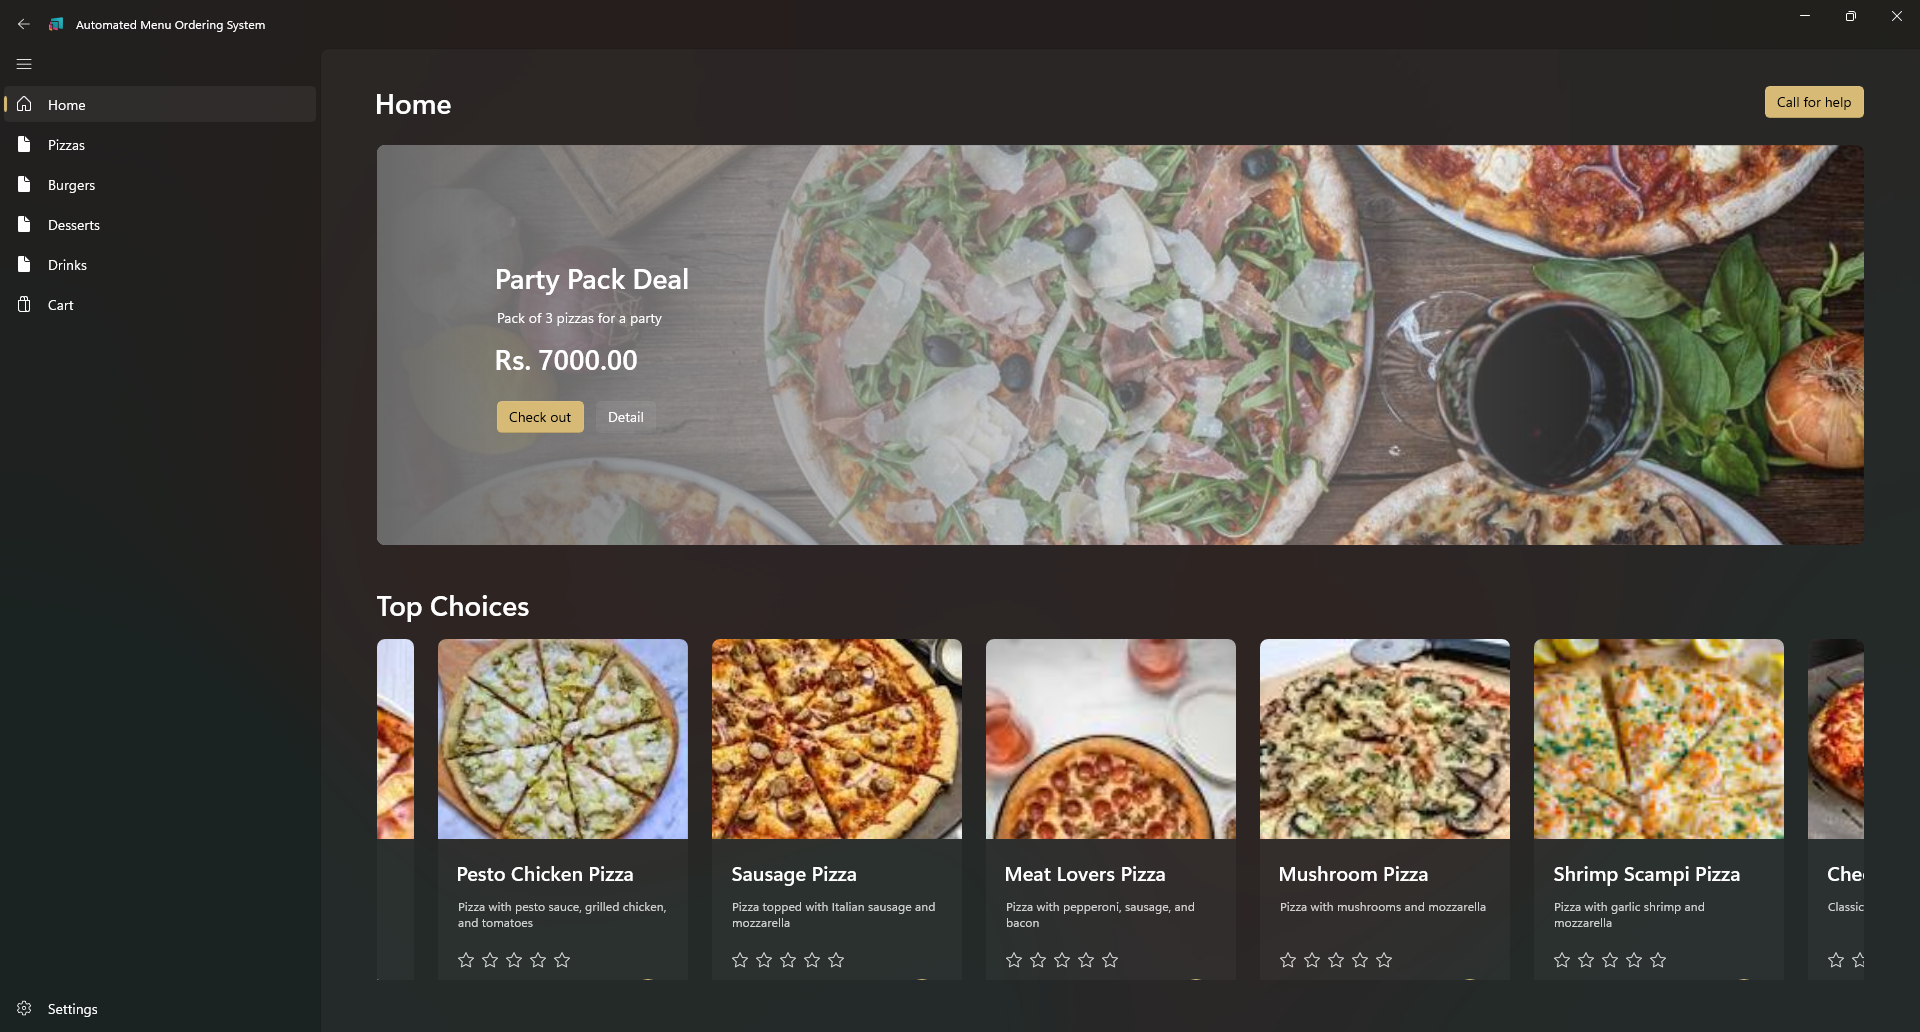 Automated Menu Ordering System
Home
Pizzas
Burgers
Desserts
Drinks
Cart
Settings
Home
Call for help
Party Pack Deal
Pack of 3 pizzas for a party
Rs. 7000.00
Check out
Detail
Top Choices
Pesto Chicken Pizza
Pizza with pesto sauce, grilled chicken,
and tomatoes
Sausage Pizza
Pizza topped with Italian sausage and
mozzarella
Meat Lovers Pizza
Pizza with pepperoni, sausage, and
bacon
Mushroom Pizza
Pizza with mushrooms and mozzarella
Shrimp Scampi Pizza
Pizza with garlic shrimp and
mozzarella
Che
Classic